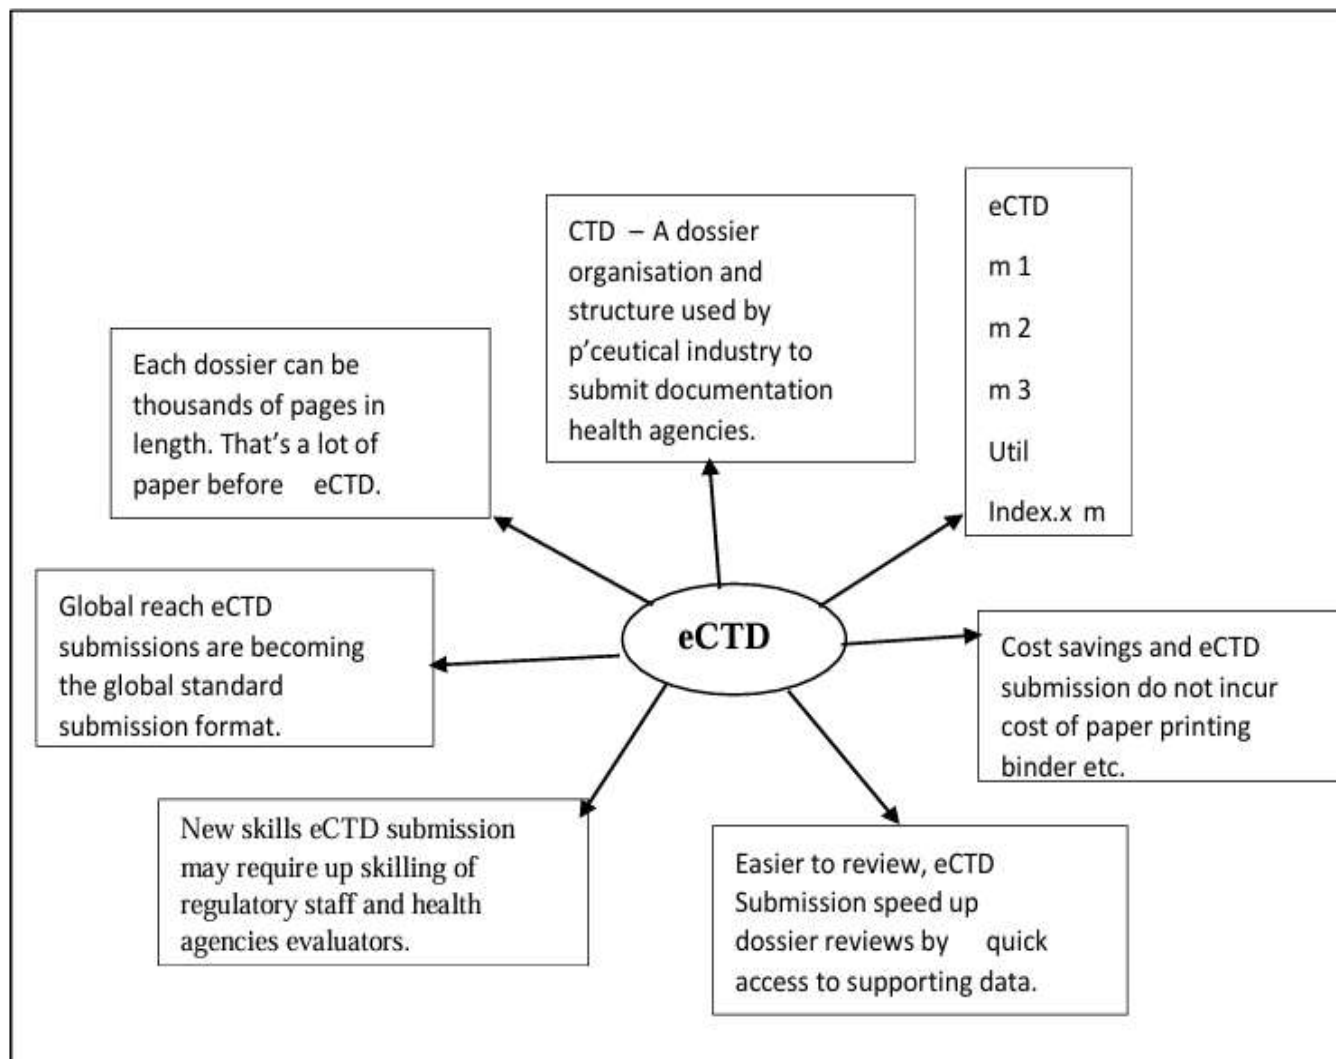 CTD – A dossier
organisation and
structure used by
p'ceutical industry to
submit documentation
health agencies.
eCTD
m 1
m 2
m 3
Util
Index.x m
Each dossier can be
thousands of pages in
length. That's a lot of
paper before eCTD.
eCTD
Global reach eCTD
submissions are becoming
the global standard
submission format.
Cost savings and eCTD
submission do not incur
cost of paper printing
binder etc.
New skills eCTD submission
may require up skilling of
regulatory staff and health
agencies evaluators.
Easier to review, eCTD
Submission speed up
dossier reviews by quick
access to supporting data.